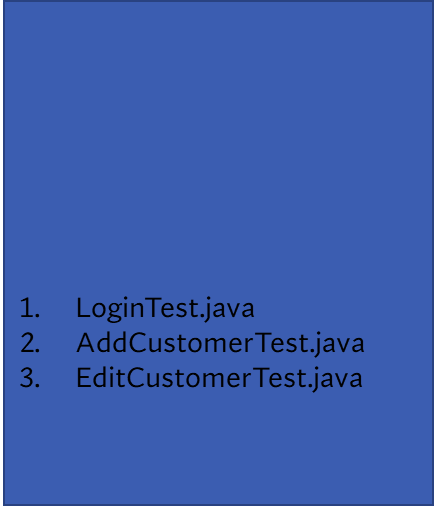 1. LoginTest.java
2. AddCustomerTest.java
3. EditCustomerTest.java